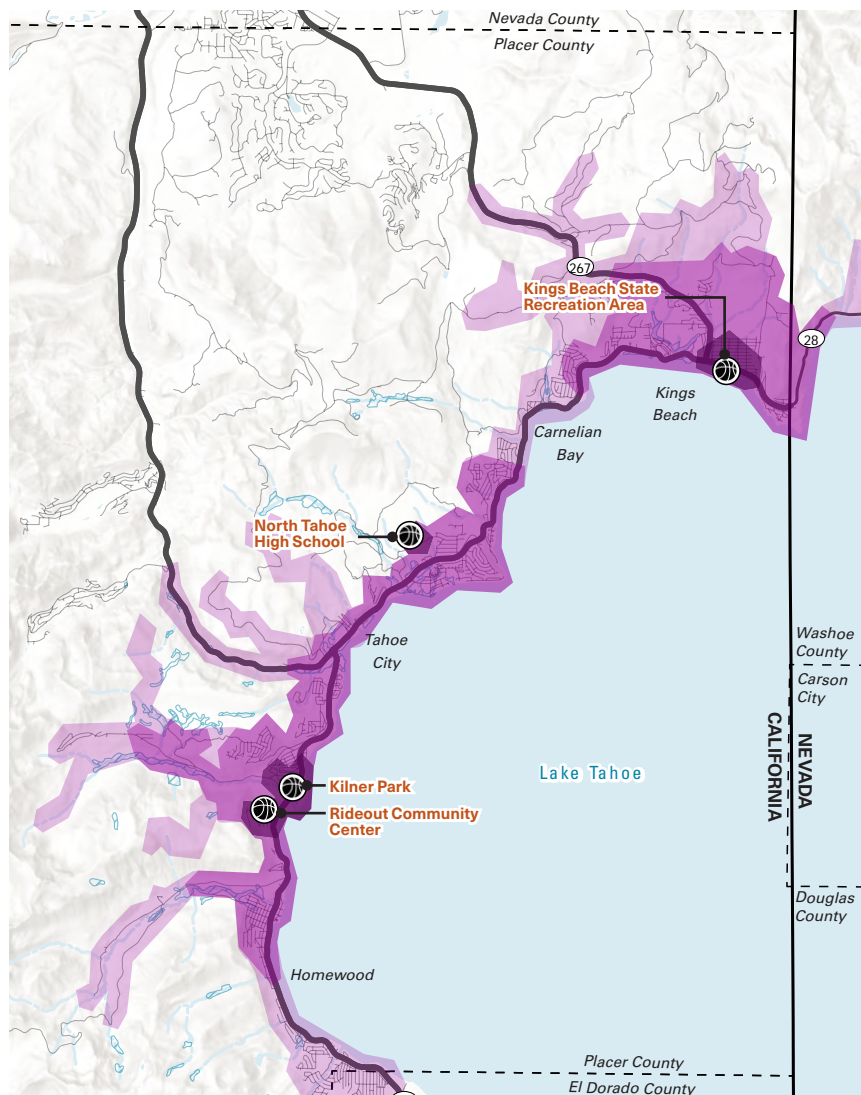 Nevada County
Placer County
267
Kings Beach State
Recreation Area
28
Kings
Beach
Carnelian
Bay
North Tahoe
High School
Tahoe
City
Washoe
County
Carson
City
CALIFORNIA
NEVADA
Lake Tahoe
Kilner Park
Rideout Community
Center
Douglas
County
Homewood
Placer County
El Dorado County